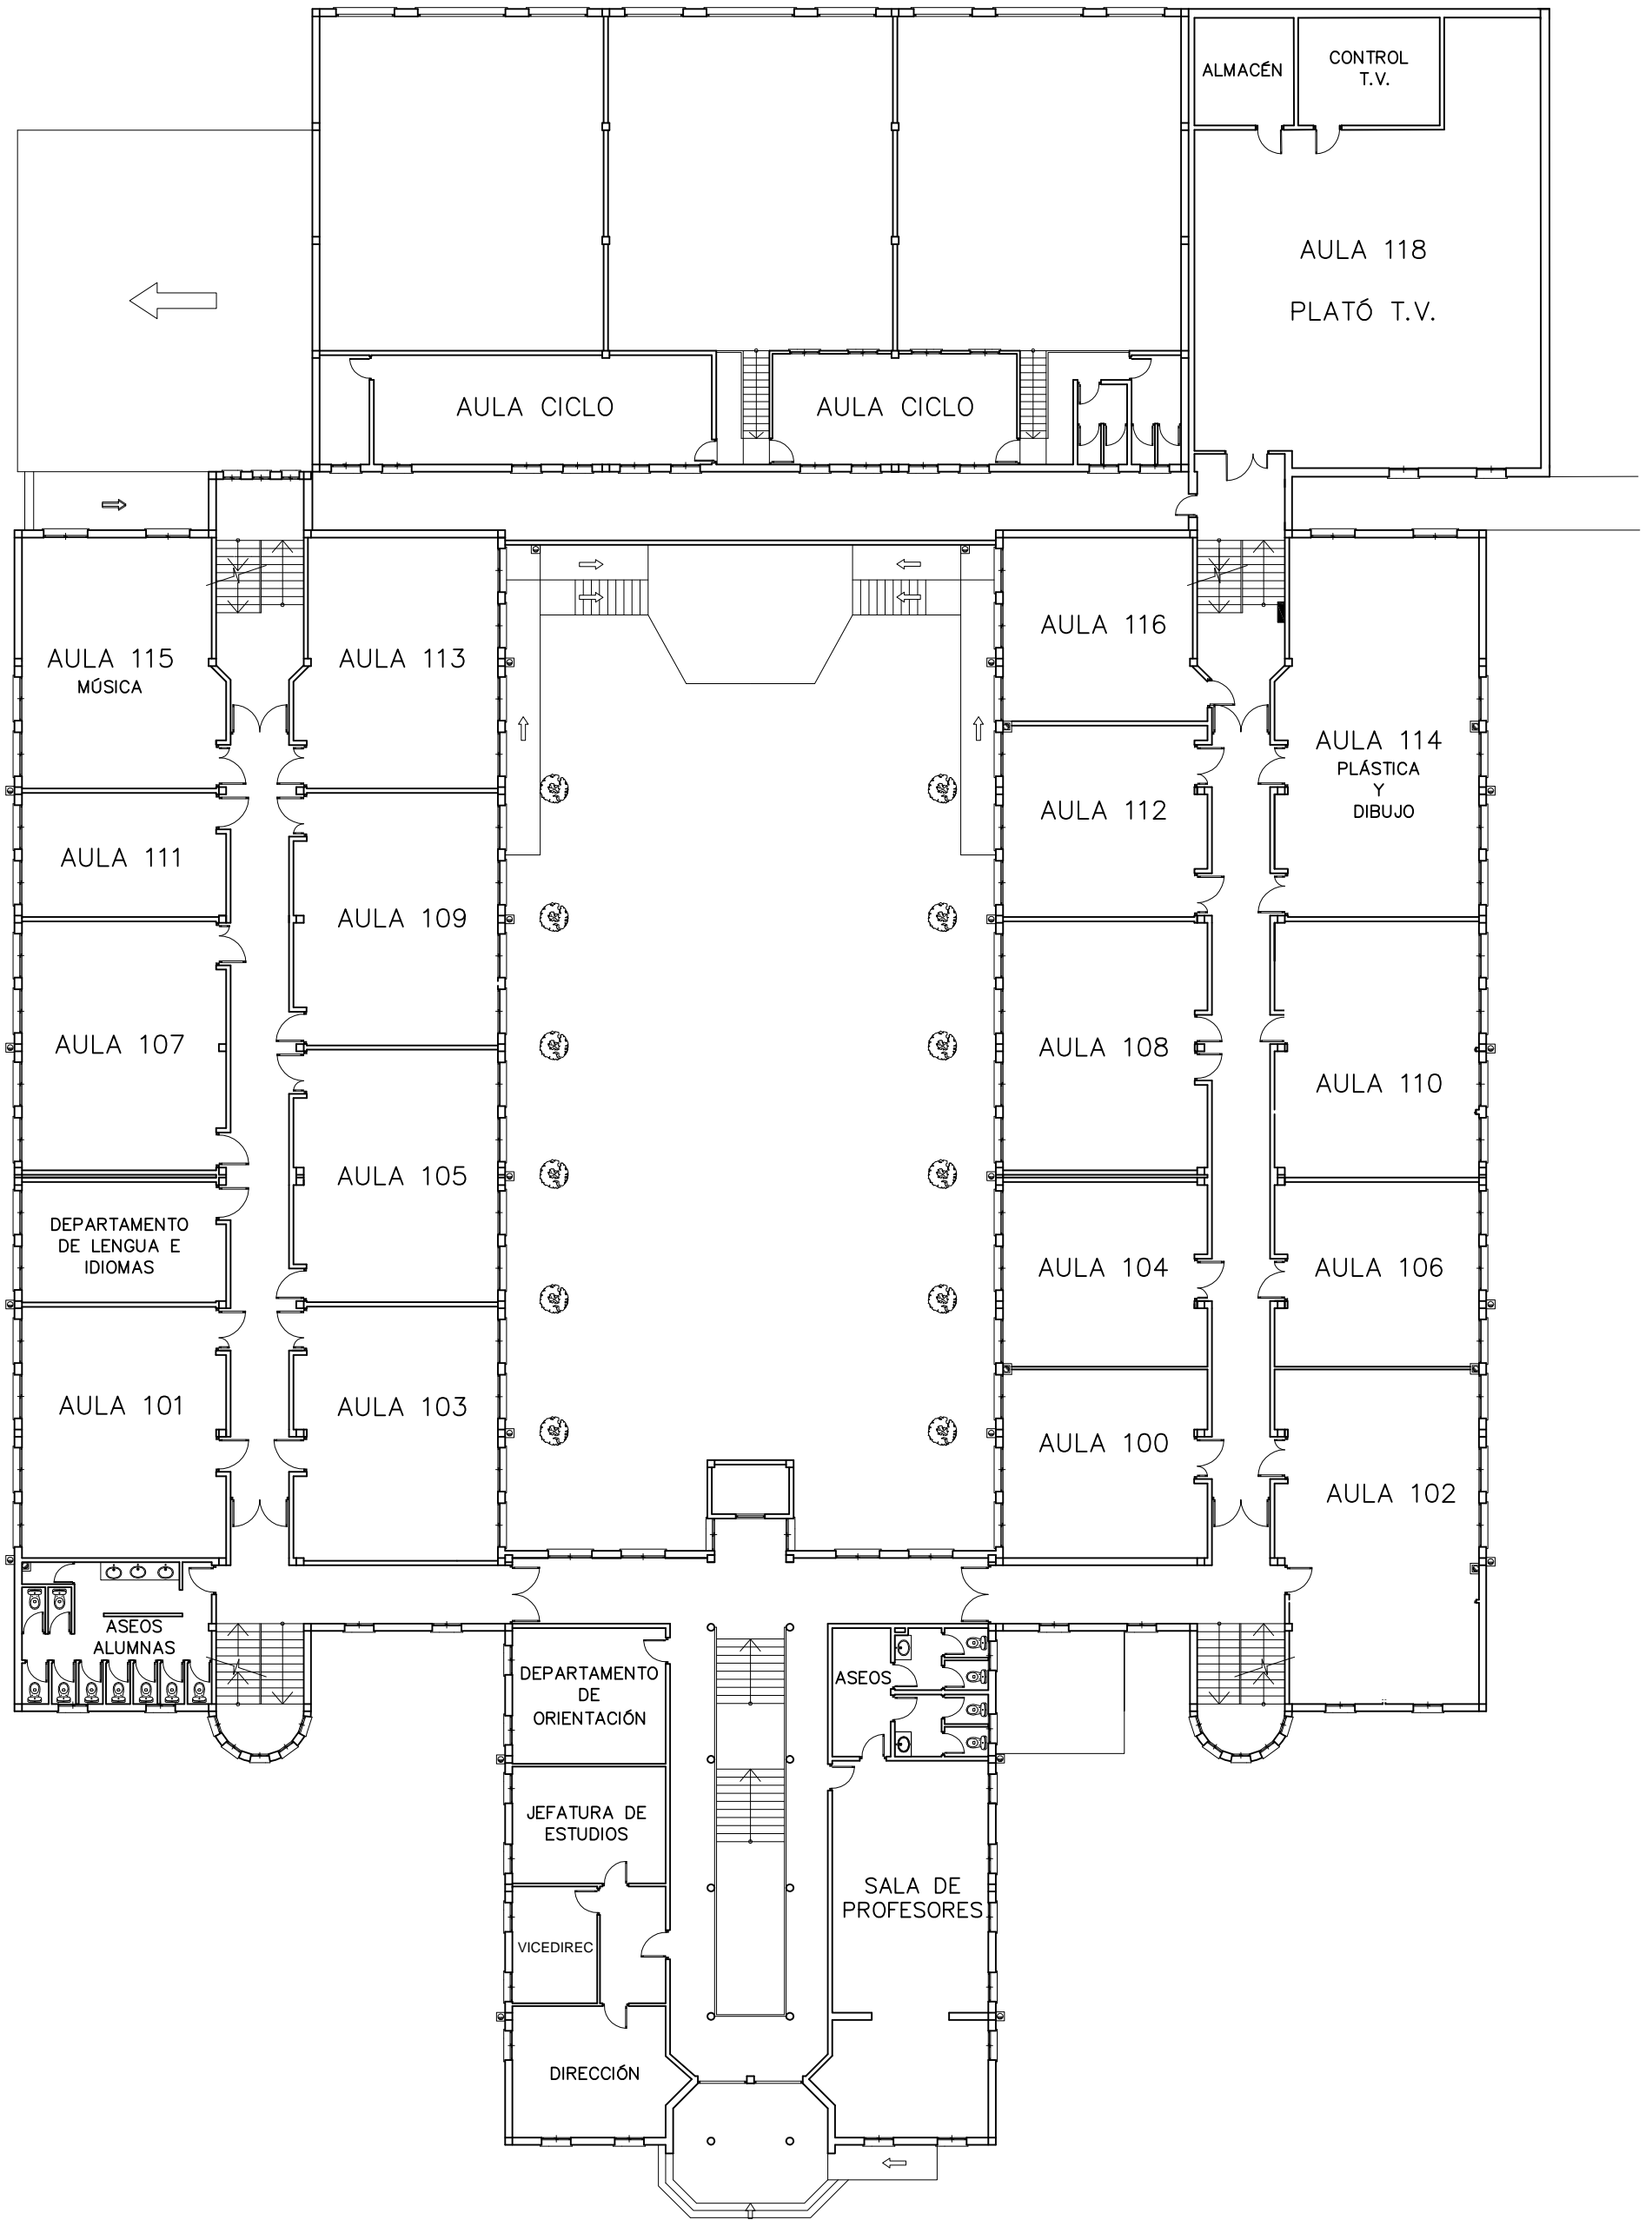 ALMACÉN
CONTROL
T.V.
AULA 118
PLATÓ T.V.
AULA CICLO
AULA CICLO
AULA 115
MÚSICA
AULA 113
AULA 116
AULA 114
PLÁSTICA
Y
DIBUJO
AULA 112
AULA 111
AULA 109
AULA 107
AULA 108
AULA 110
AULA 105
DEPARTAMENTO
DE LENGUA E
IDIOMAS
AULA 104
AULA 106
AULA 101
AULA 103
AULA 100
AULA 102
ASEOS
ALUMNAS
DEPARTAMENTO
DE
ORIENTACIÓN
ASEOS
JEFATURA DE
ESTUDIOS
SALA DE
PROFESORES
VICEDIREC
DIRECCIÓN